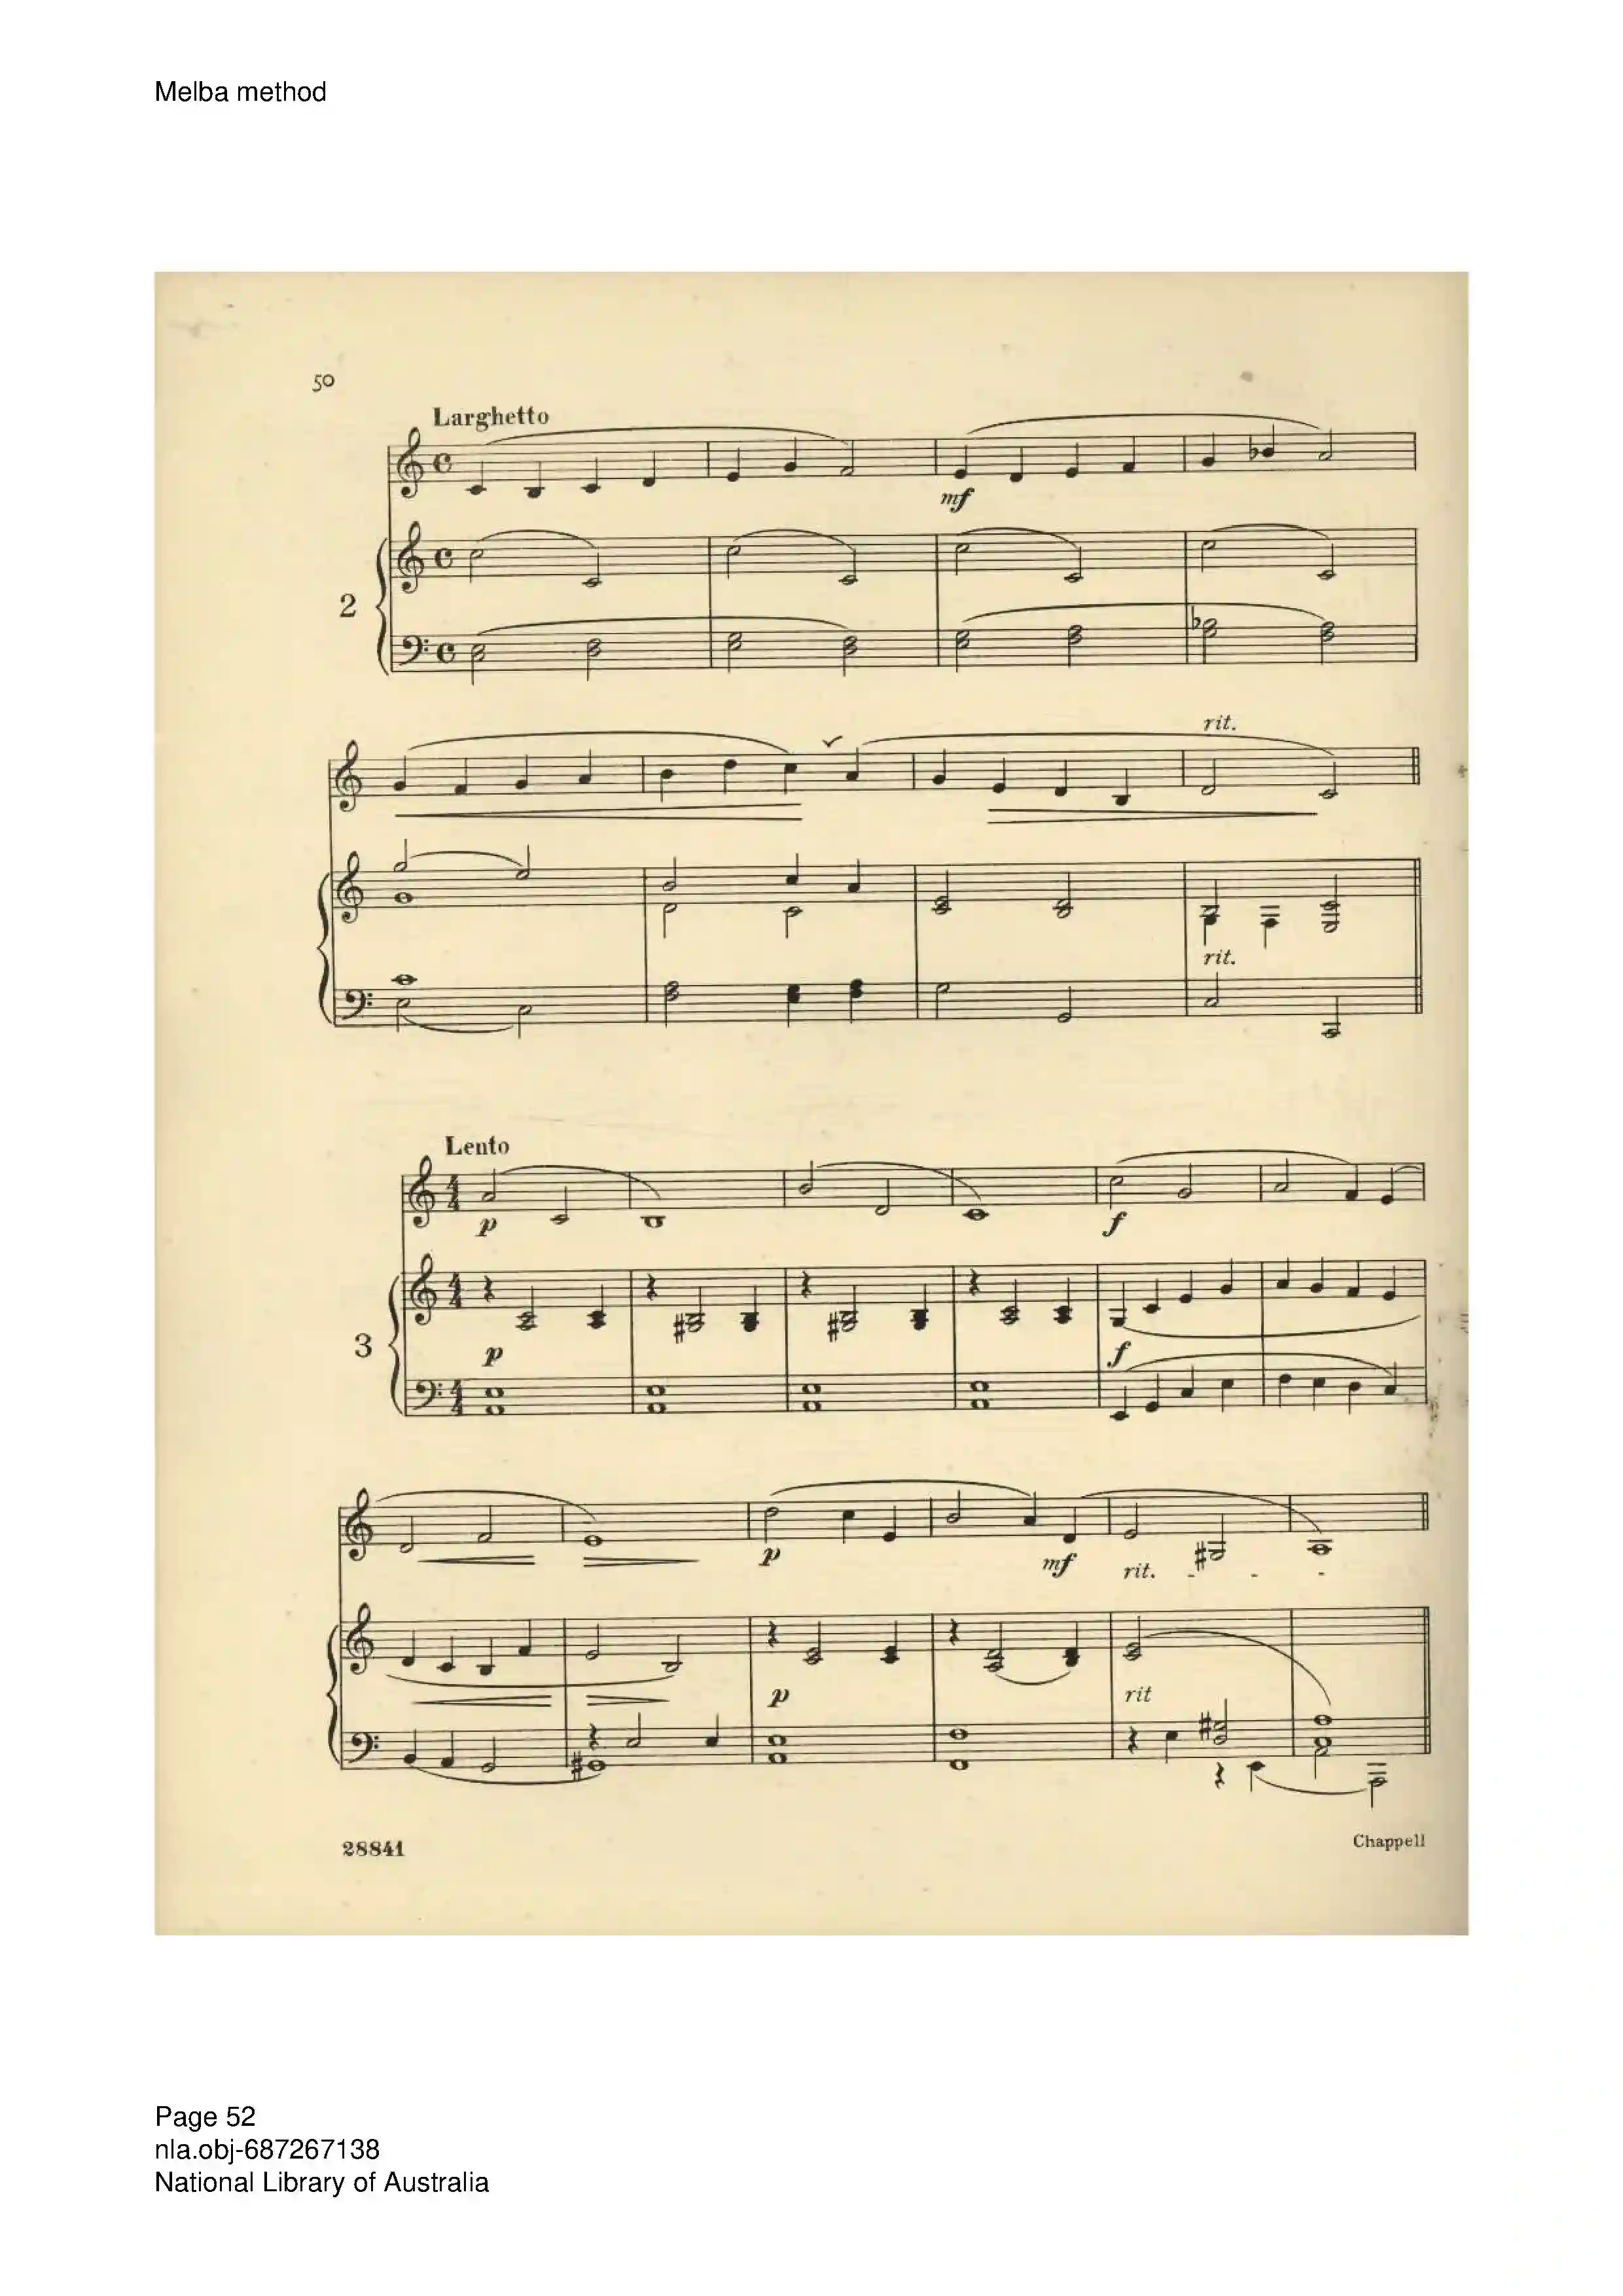 Melba method
50
Larghetto
mf
2
rit.
rit.
Lento
p
f
p
f
3
p
mf
rit. - - -
p
rit
28841
Chappell
Page 52
nla.obj-687267138
National Library of Australia